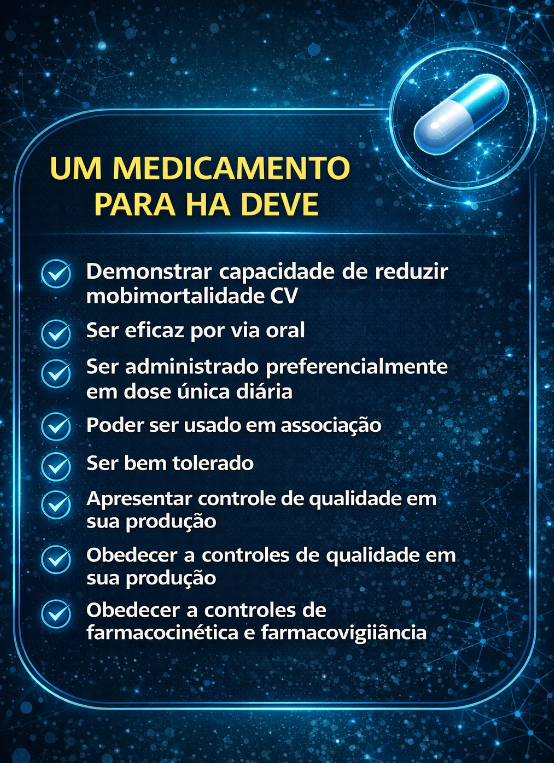 UM MEDICAMENTO
PARA HA DEVE
Demonstrar capacidade de reduzir
mobimortalidade CV
Ser eficaz por via oral
Ser administrado preferencialmente
em dose única diária
Poder ser usado em associação
Ser bem tolerado
Apresentar controle de qualidade em
sua produção
Obedecer a controles de qualidade em
sua produção
Obedecer a controles de
farmacocinética e farmacovigiiância